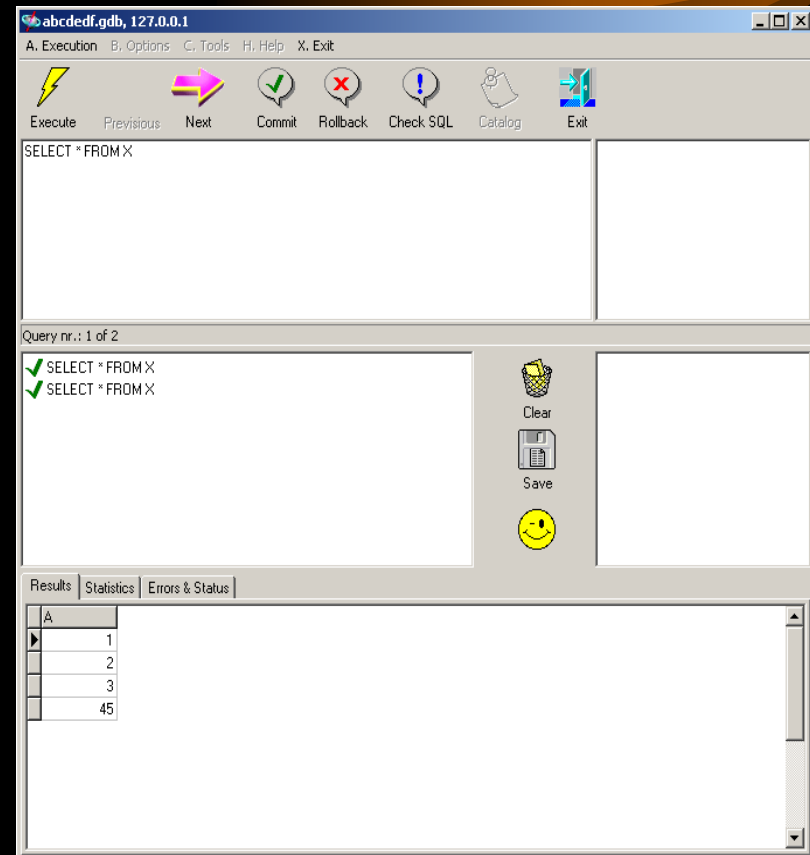 abcdedf.gdb, 127.0.0.1
A. Execution B. Options C. Tools H. Help X. Exit
Execute Previsious Next Commit Rollback Check SQL Catalog Exit
SELECT * FROM X
Query nr.: 1 of 2
SELECT * FROM X
SELECT * FROM X
Clear
Save
Results Statistics Errors & Status
A
1
2
3
45